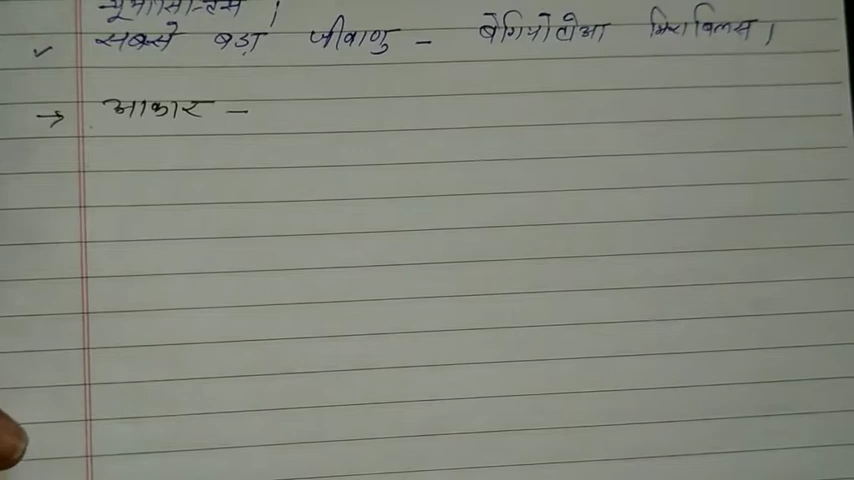 सबसे बड़ा जीवाणु - बेगियोटोआ मिराबिलस।
→ आकार -